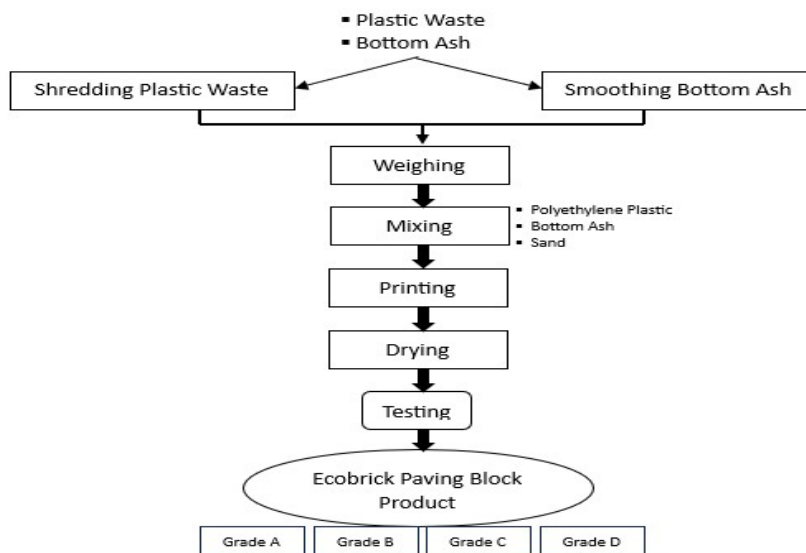 ▪ Plastic Waste
▪ Bottom Ash
Shredding Plastic Waste
Smoothing Bottom Ash
Weighing
Mixing
▪ Polyethylene Plastic
▪ Bottom Ash
▪ Sand
Printing
Drying
Testing
Ecobrick Paving Block
Product
Grade A
Grade B
Grade C
Grade D